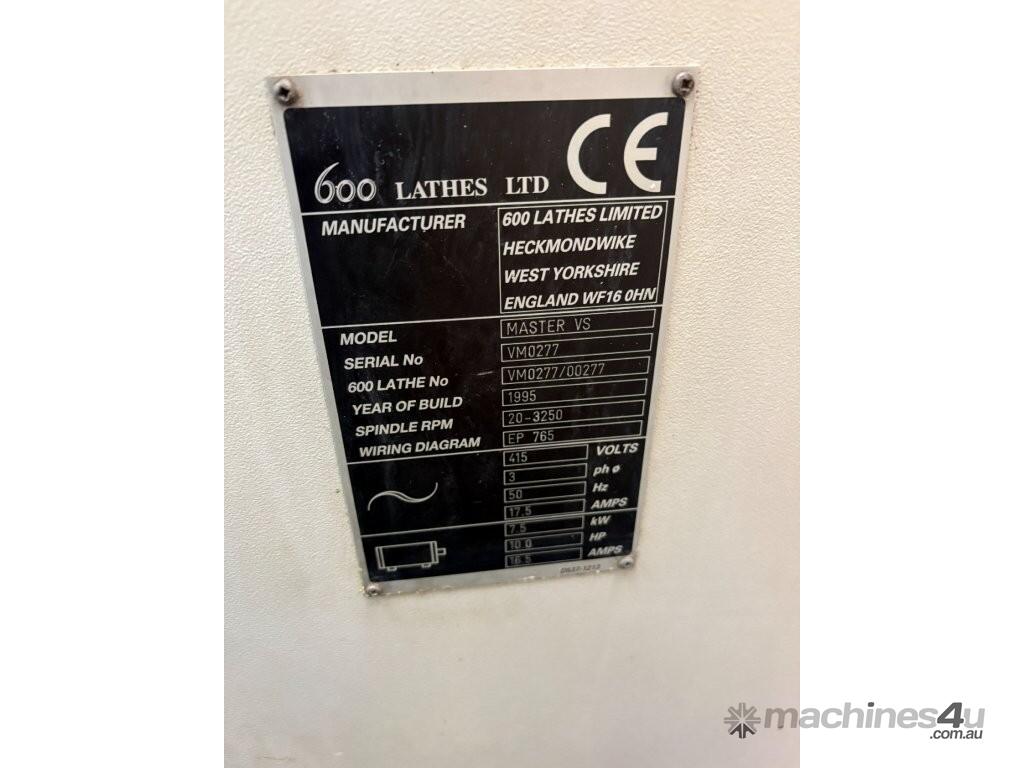 CE
600 LATHES LTD
MANUFACTURER
600 LATHES LIMITED
HECKMONDWIKE
WEST YORKSHIRE
ENGLAND WF16 0HN
MODEL MASTER VS
SERIAL No VM0277
600 LATHE No VM0277/00277
YEAR OF BUILD 1995
SPINDLE RPM 20-3250
WIRING DIAGRAM EP 765
415 VOLTS
3 ph ø
50 Hz
17.5 AMPS
7.5 kW
10.0 HP
16.5 AMPS
machines4u
.com.au